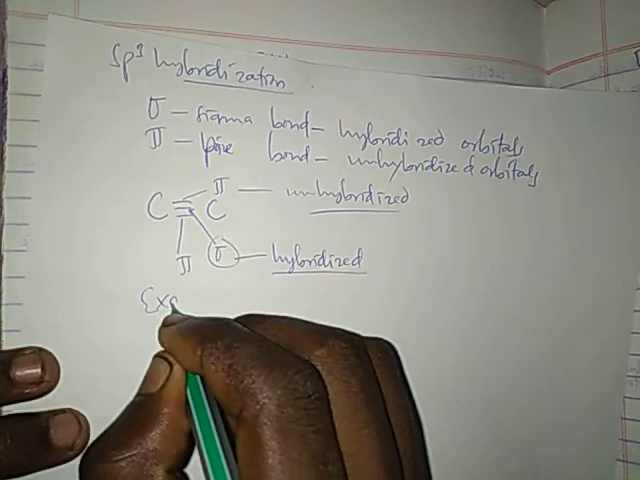 Sp³ hybridization
σ – sigma bond – hybridized orbitals
π – pie bond – unhybridized orbitals
π — unhybridized
C ≡ C
π σ — hybridized
Exa